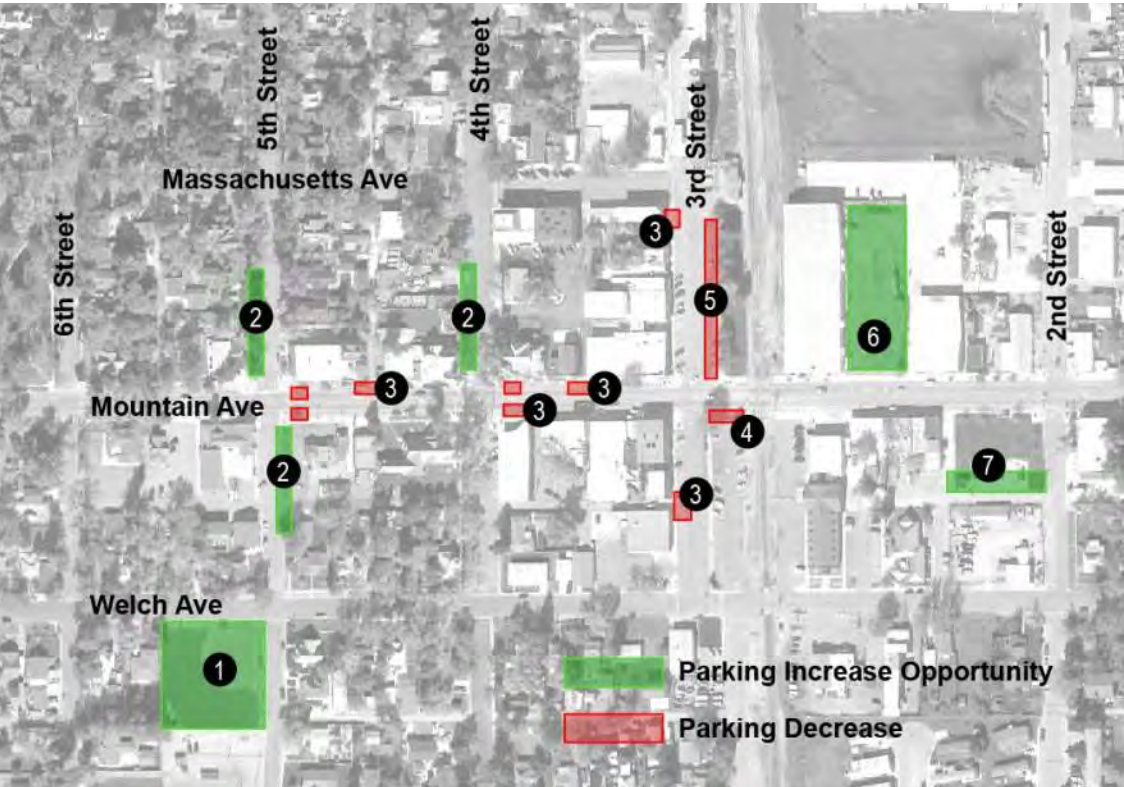 5th Street
4th Street
3rd Street
Massachusetts Ave
6th Street
2nd Street
3
5
2
2
6
3
3
Mountain Ave
3
4
7
2
3
Welch Ave
1
Parking Increase Opportunity
Parking Decrease